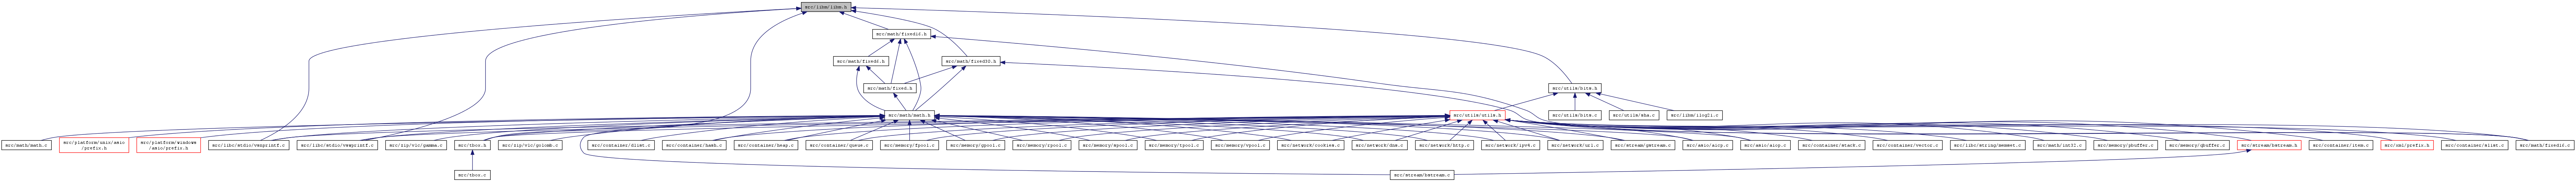 src/libm/libm.h
src/math/fixed16.h
src/math/fixed6.h
src/math/fixed30.h
src/math/fixed.h
src/utils/bits.h
src/math/math.h
src/utils/utils.h
src/utils/bits.c
src/utils/sha.c
src/libm/ilogfi.c
src/math/math.c
src/platform/unix/asio
/prefix.h
src/platform/windows
/asio/prefix.h
src/libc/stdio/vsnprintf.c
src/libc/stdio/vsnprintf.c
src/zip/vlc/gamma.c
src/tbox.h
src/zip/vlc/golomb.c
src/container/dlist.c
src/container/hash.c
src/container/heap.c
src/container/queue.c
src/memory/fpool.c
src/memory/gpool.c
src/memory/rpool.c
src/memory/spool.c
src/memory/tpool.c
src/memory/vpool.c
src/network/cookies.c
src/network/dns.c
src/network/http.c
src/network/ipv4.c
src/network/url.c
src/stream/gstream.c
src/asio/aicp.c
src/asio/aiop.c
src/container/stack.c
src/container/vector.c
src/libc/string/memset.c
src/math/int32.c
src/memory/pbuffer.c
src/memory/qbuffer.c
src/stream/bstream.h
src/container/item.c
src/xml/prefix.h
src/container/slist.c
src/math/fixed16.c
src/tbox.c
src/stream/bstream.c